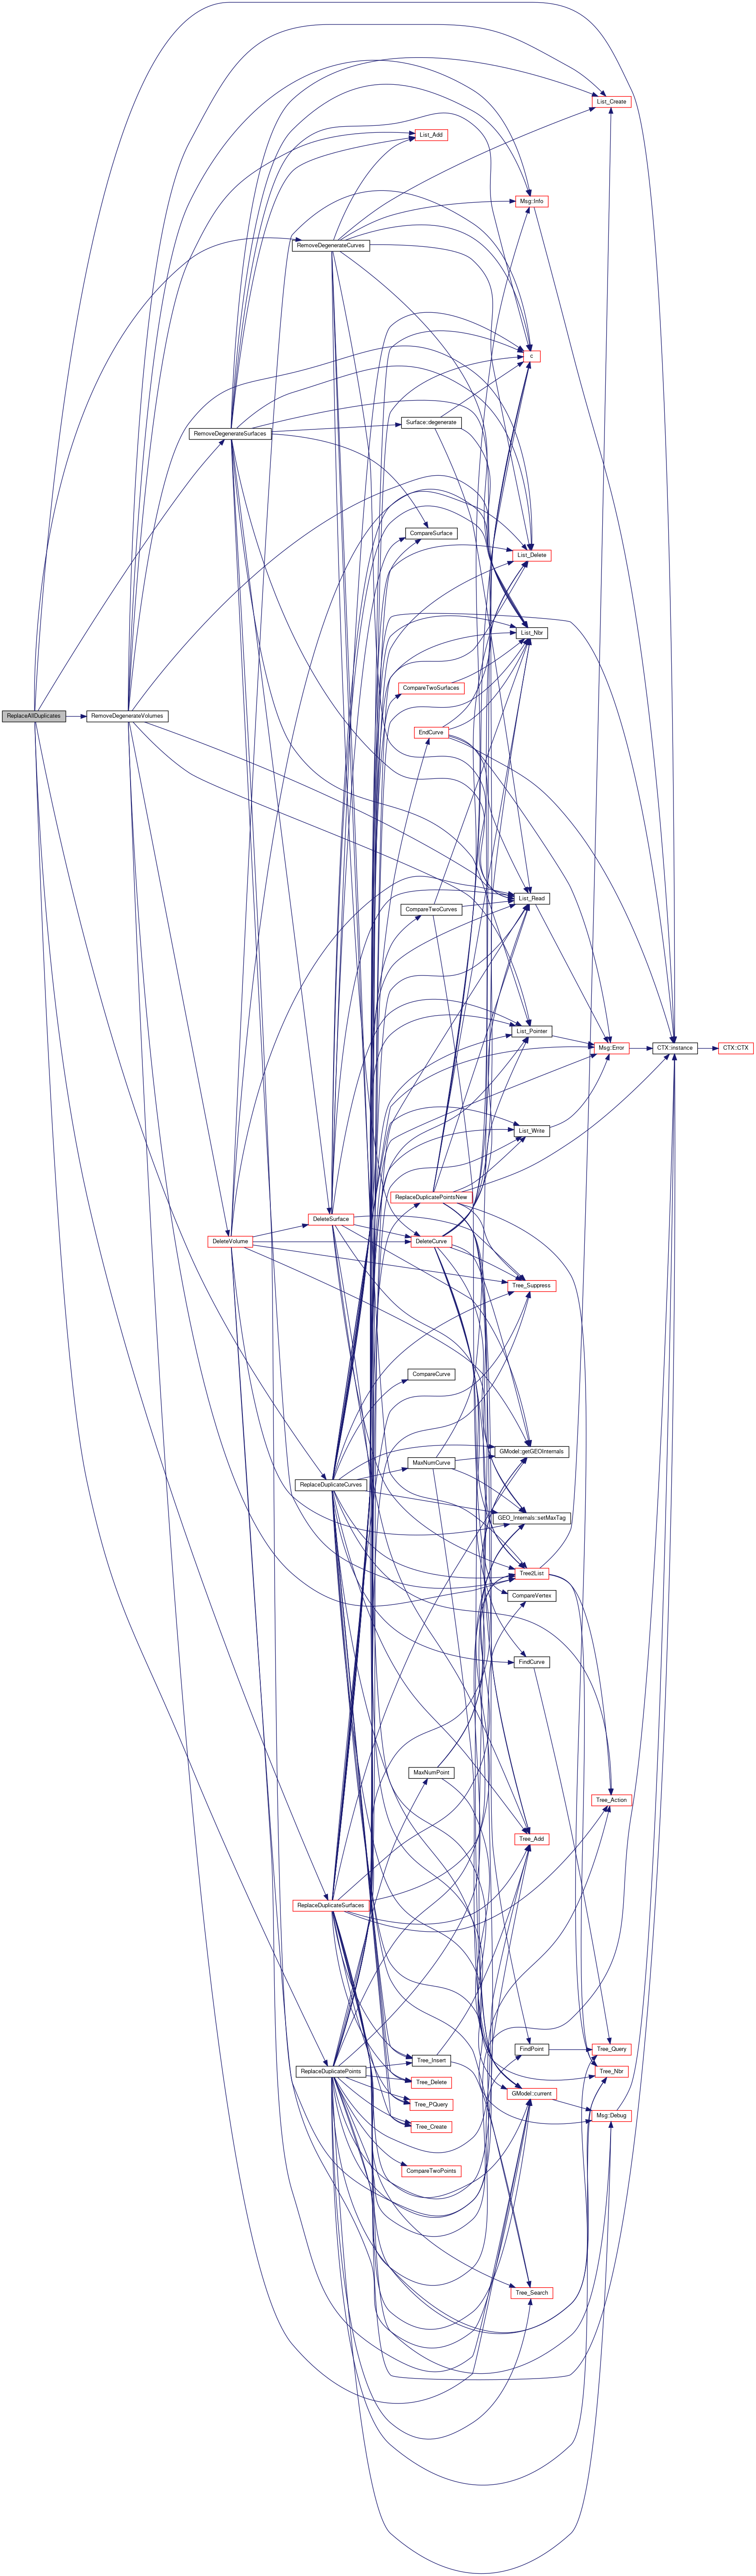 List_Create
List_Add
Msg::Info
RemoveDegenerateCurves
c
Surface::degenerate
RemoveDegenerateSurfaces
CompareSurface
List_Delete
List_Nbr
CompareTwoSurfaces
ReplaceAllDuplicates
RemoveDegenerateVolumes
EndCurve
List_Read
CompareTwoCurves
List_Pointer
Msg::Error
CTX::instance
CTX::CTX
List_Write
ReplaceDuplicatePointsNew
DeleteSurface
DeleteVolume
DeleteCurve
Tree_Suppress
CompareCurve
GModel::getGEOInternals
MaxNumCurve
ReplaceDuplicateCurves
GEO_Internals::setMaxTag
Tree2List
CompareVertex
FindCurve
MaxNumPoint
Tree_Action
Tree_Add
ReplaceDuplicateSurfaces
FindPoint
Tree_Query
Tree_Insert
ReplaceDuplicatePoints
Tree_Nbr
Tree_Delete
GModel::current
Tree_PQuery
Msg::Debug
Tree_Create
CompareTwoPoints
Tree_Search